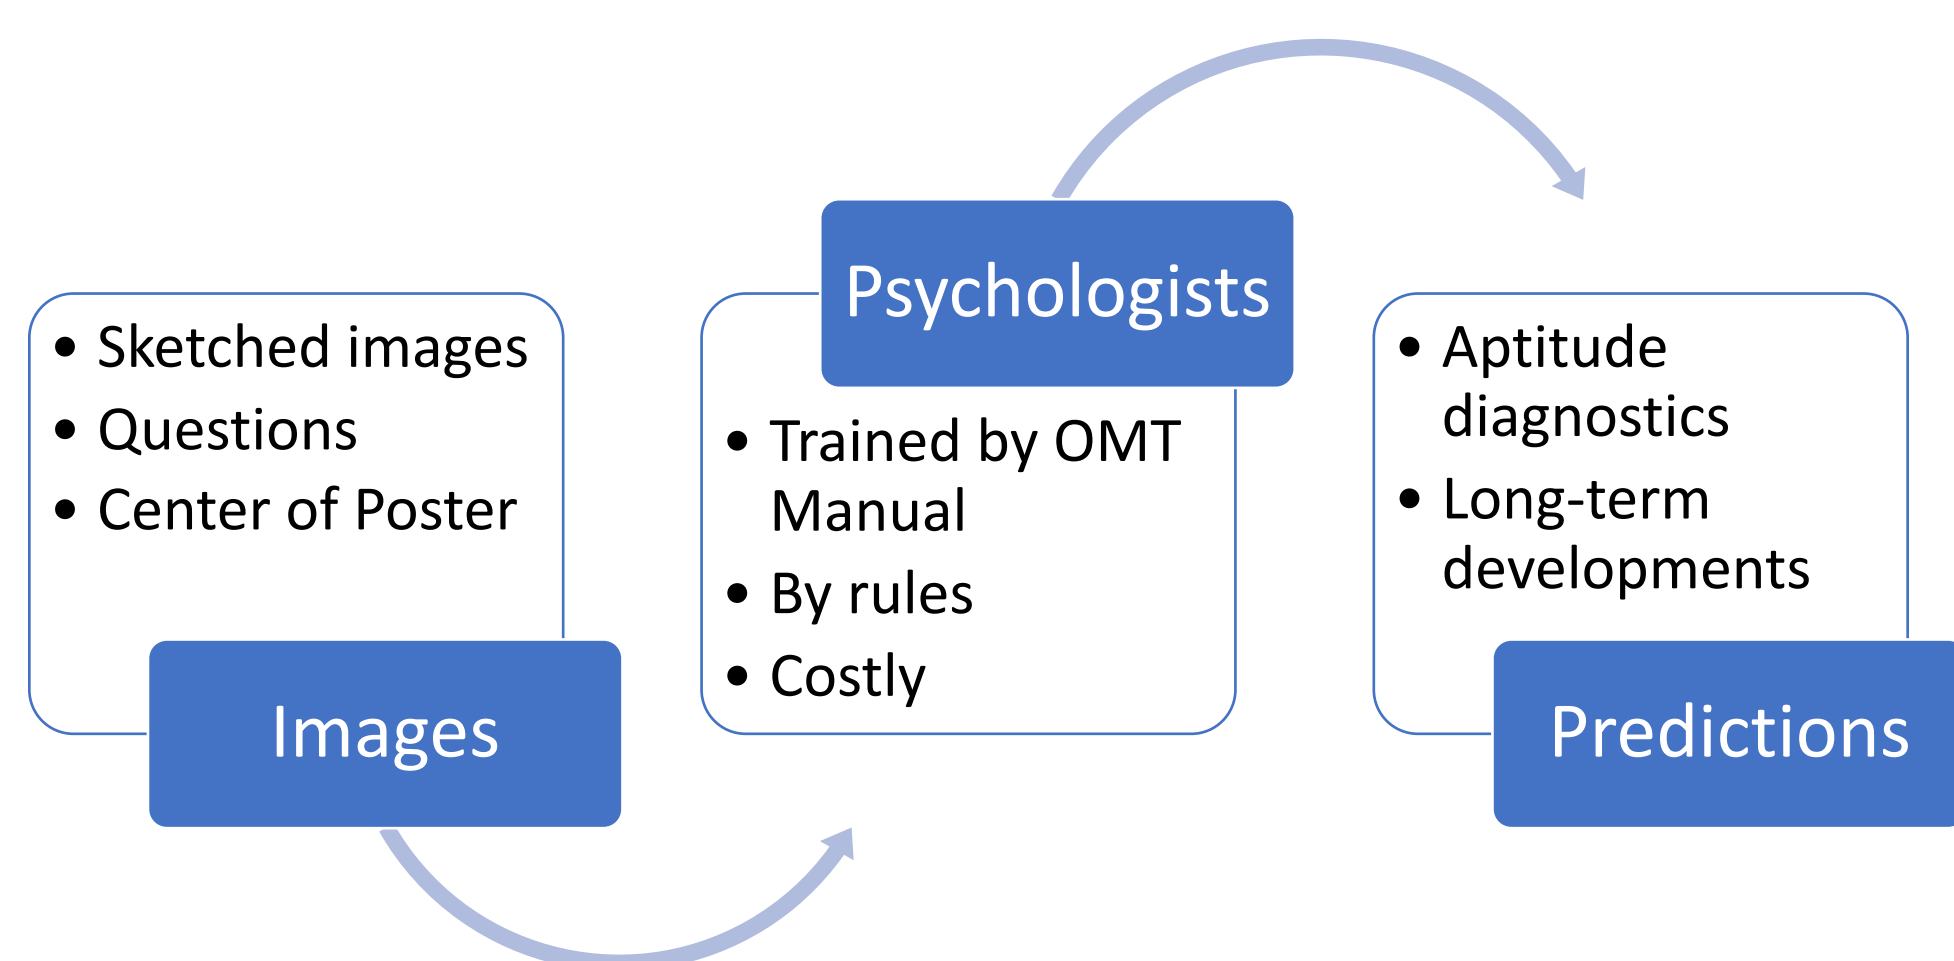 • Sketched images
• Questions
• Center of Poster
Images
Psychologists
• Trained by OMT
Manual
• By rules
• Costly
• Aptitude
diagnostics
• Long-term
developments
Predictions